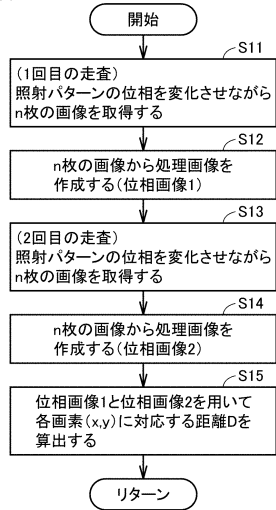 開始
S11
(1回目の走査)
照射パターンの位相を変化させながら
n枚の画像を取得する
S12
n枚の画像から処理画像を
作成する(位相画像1)
S13
(2回目の走査)
照射パターンの位相を変化させながら
n枚の画像を取得する
S14
n枚の画像から処理画像を
作成する(位相画像2)
S15
位相画像1と位相画像2を用いて
各画素(x,y)に対応する距離Dを
算出する
リターン